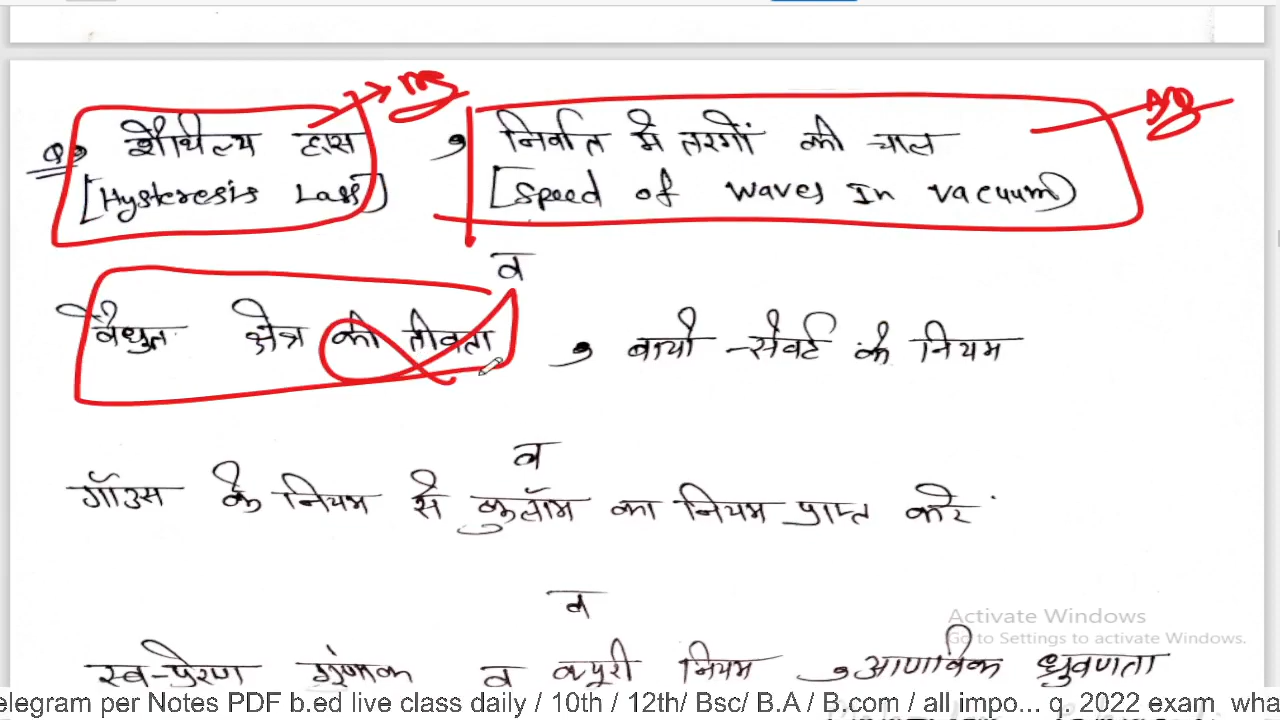 Q→ शैथिल्य ह्रास , निर्वात में तरगों की चाल
[Hysteresis Lass] [Speed of waves In vacuum)
व
वैधुत क्षेत्र की तीव्रता , बायो -सेवर्ट के नियम
व
गॉउस के नियम से कुलॉम का नियम प्राप्त करें
व
स्व-प्रेरण गुंणाक व क्यूरी नियम , आणविक ध्रुवणता
Activate Windows
Go to Settings to activate Windows.
elegram per Notes PDF b.ed live class daily / 10th / 12th/ Bsc/ B.A / B.com / all impo... q. 2022 exam wha